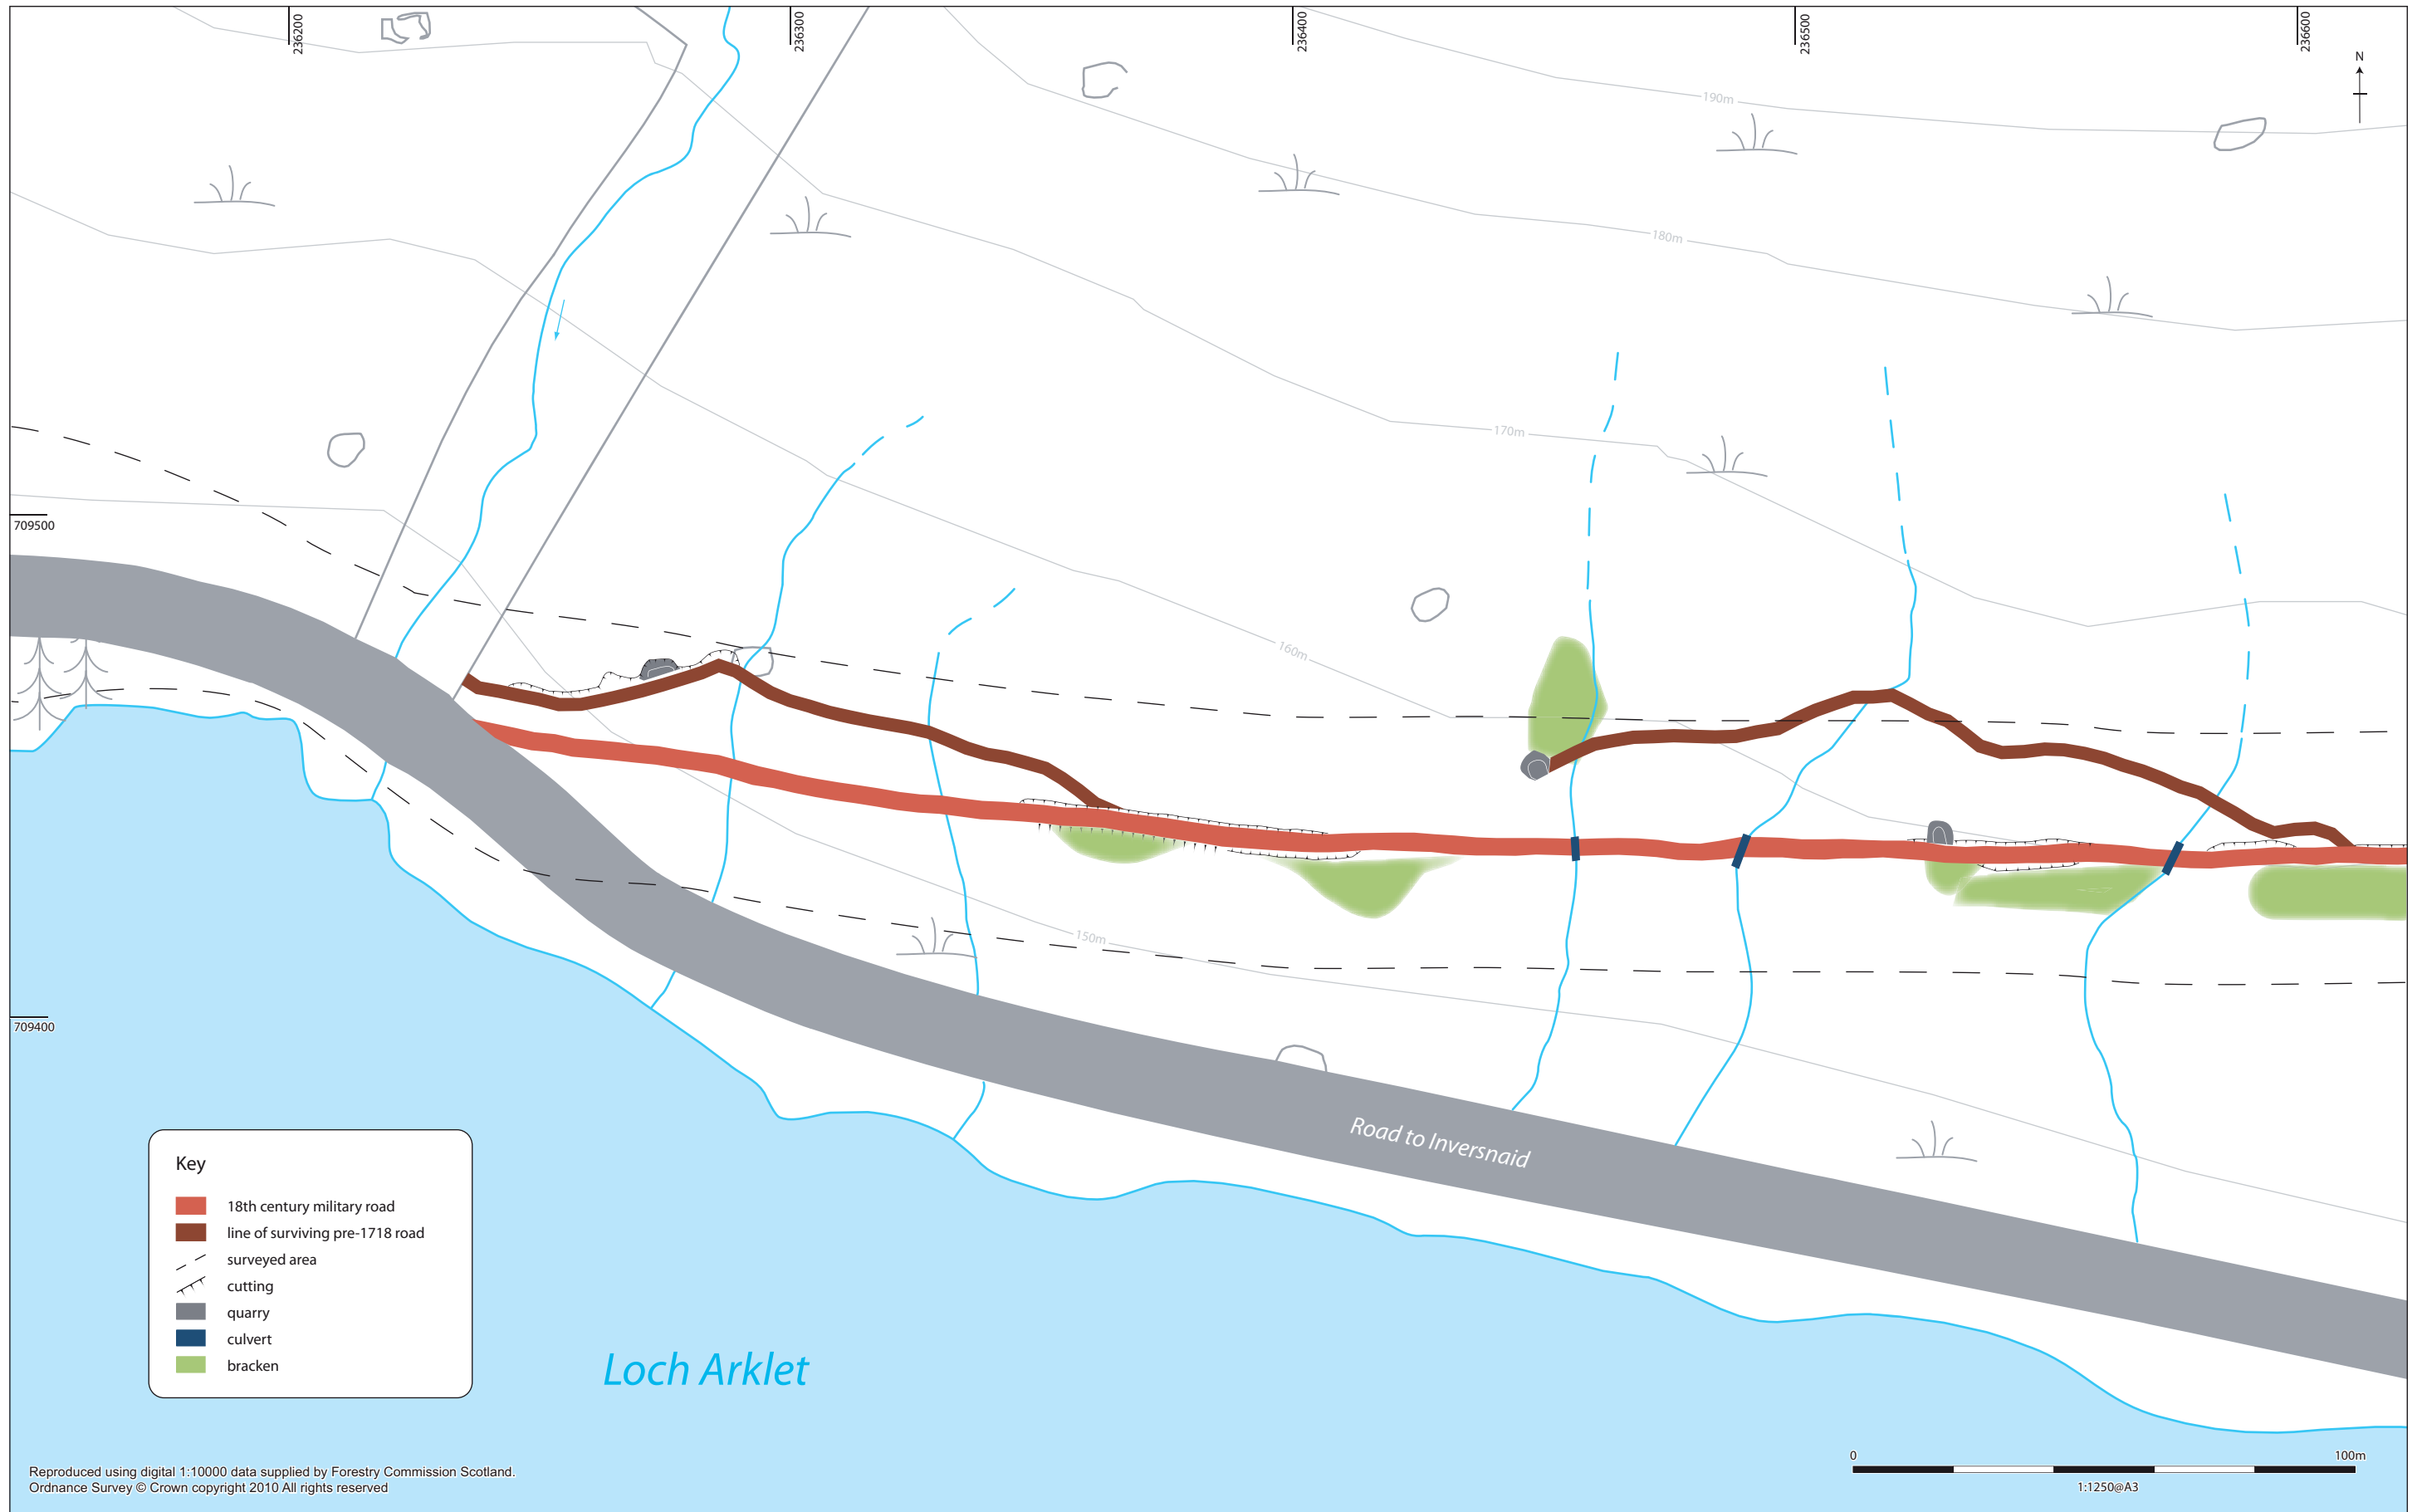 236200
236300
236400
236500
236600
N
190m
180m
170m
709500
160m
150m
709400
Road to Inversnaid
Key
18th century military road
line of surviving pre-1718 road
surveyed area
cutting
quarry
culvert
bracken
Loch Arklet
0
100m
1:1250@A3
Reproduced using digital 1:10000 data supplied by Forestry Commission Scotland.
Ordnance Survey © Crown copyright 2010 All rights reserved